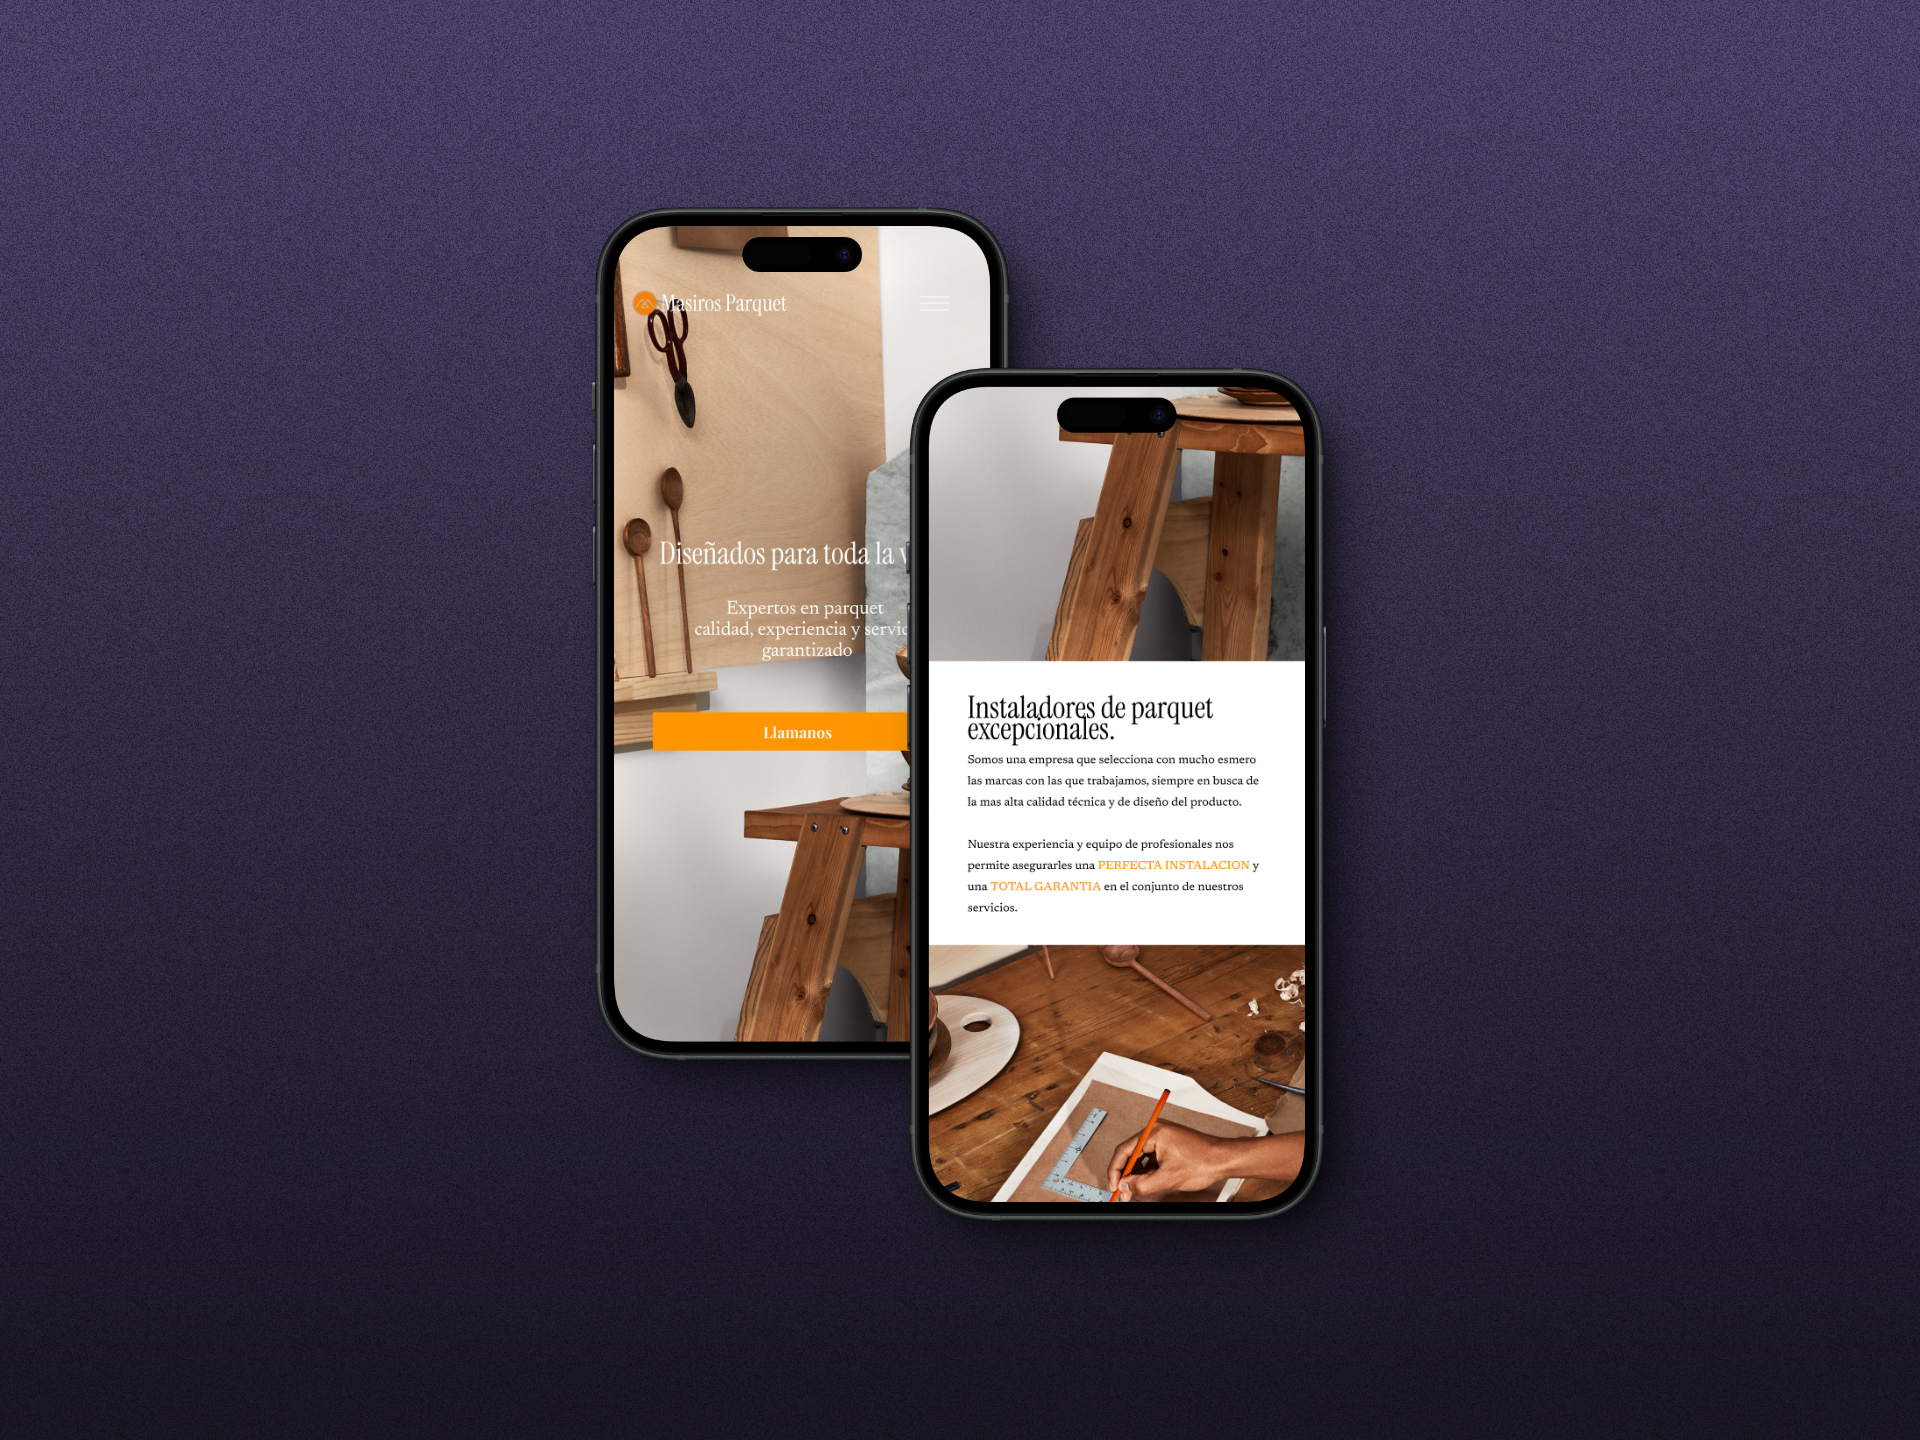 Masiros Parquet
Diseñados para toda la
Expertos en parquet
calidad, experiencia y
garantizado
Llamanos
Instaladores de parquet
excepcionales.
Somos una empresa que selecciona con mucho esmero
las marcas con las que trabajamos, siempre en busca de
la mas alta calidad técnica y de diseño del producto.
Nuestra experiencia y equipo de profesionales nos
permite asegurarles una PERFECTA INSTALACION y
una TOTAL GARANTIA en el conjunto de nuestros
servicios.